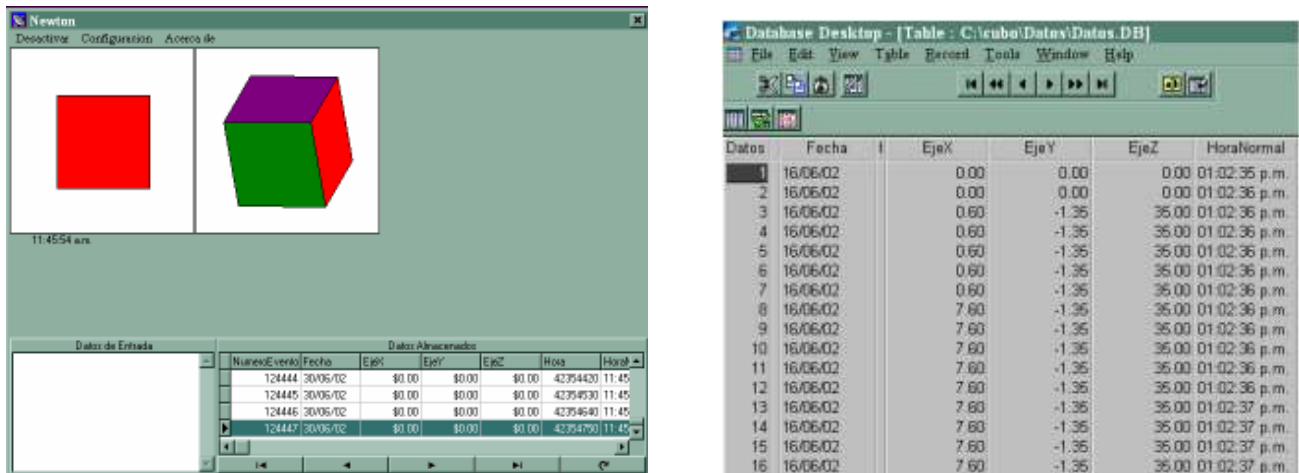 Newton
Desactivar Configuracion Acerca de
11:45:54 a.m.
Datos de Entrada
Datos Almacenados
NumeroEvento Fecha EjeX EjeY EjeZ Hora HoraN
124444 30/06/02 $0.00 $0.00 $0.00 42354420 11:45
124445 30/06/02 $0.00 $0.00 $0.00 42354530 11:45
124446 30/06/02 $0.00 $0.00 $0.00 42354640 11:45
124447 30/06/02 $0.00 $0.00 $0.00 42354750 11:45
Database Desktop - [Table : C:\cubo\Datos\Datos.DB]
File Edit View Table Record Tools Window Help
Datos Fecha EjeX EjeY EjeZ HoraNormal
1 16/06/02 0.00 0.00 0.00 01:02:35 p.m.
2 16/06/02 0.00 0.00 0.00 01:02:36 p.m.
3 16/06/02 0.60 -1.35 35.00 01:02:36 p.m.
4 16/06/02 0.60 -1.35 35.00 01:02:36 p.m.
5 16/06/02 0.60 -1.35 35.00 01:02:36 p.m.
6 16/06/02 0.60 -1.35 35.00 01:02:36 p.m.
7 16/06/02 0.60 -1.35 35.00 01:02:36 p.m.
8 16/06/02 7.60 -1.35 35.00 01:02:36 p.m.
9 16/06/02 7.60 -1.35 35.00 01:02:36 p.m.
10 16/06/02 7.60 -1.35 35.00 01:02:36 p.m.
11 16/06/02 7.60 -1.35 35.00 01:02:36 p.m.
12 16/06/02 7.60 -1.35 35.00 01:02:36 p.m.
13 16/06/02 7.60 -1.35 35.00 01:02:37 p.m.
14 16/06/02 7.60 -1.35 35.00 01:02:37 p.m.
15 16/06/02 7.60 -1.35 35.00 01:02:37 p.m.
16 16/06/02 7.60 -1.35 35.00 01:02:37 p.m.